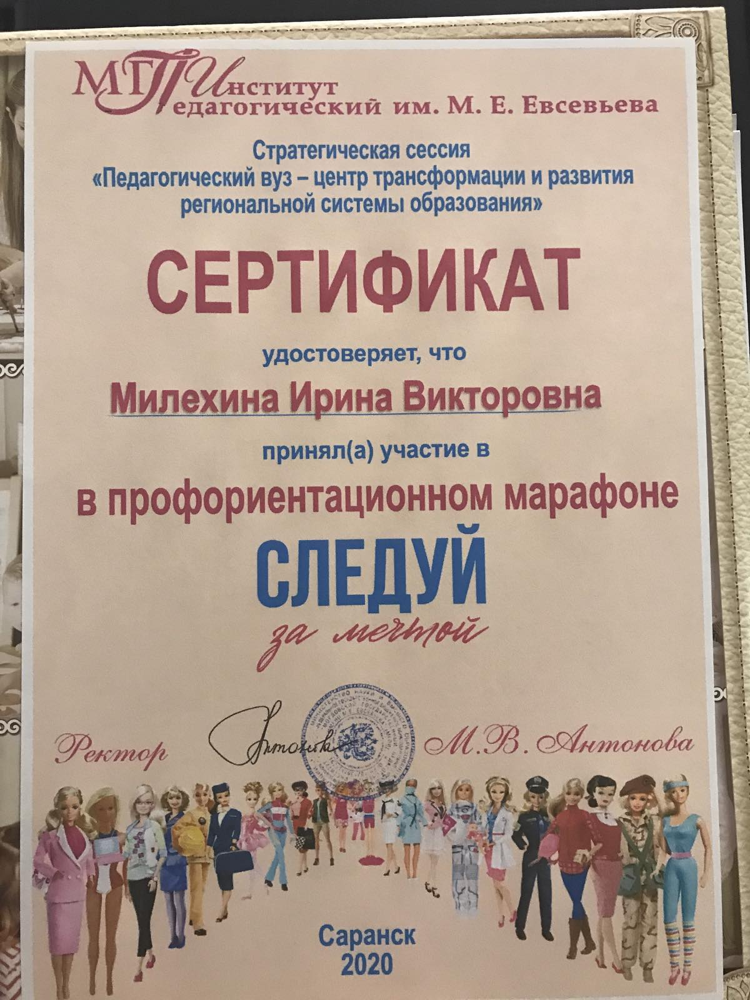 МГПИнститут
Педагогический им. М. Е. Евсевьева
Стратегическая сессия
«Педагогический вуз – центр трансформации и развития
региональной системы образования»
СЕРТИФИКАТ
удостоверяет, что
Милехина Ирина Викторовна
принял(а) участие в
в профориентационном марафоне
СЛЕДУЙ
за мечтой
Ректор
М.В. Антонова
Саранск
2020